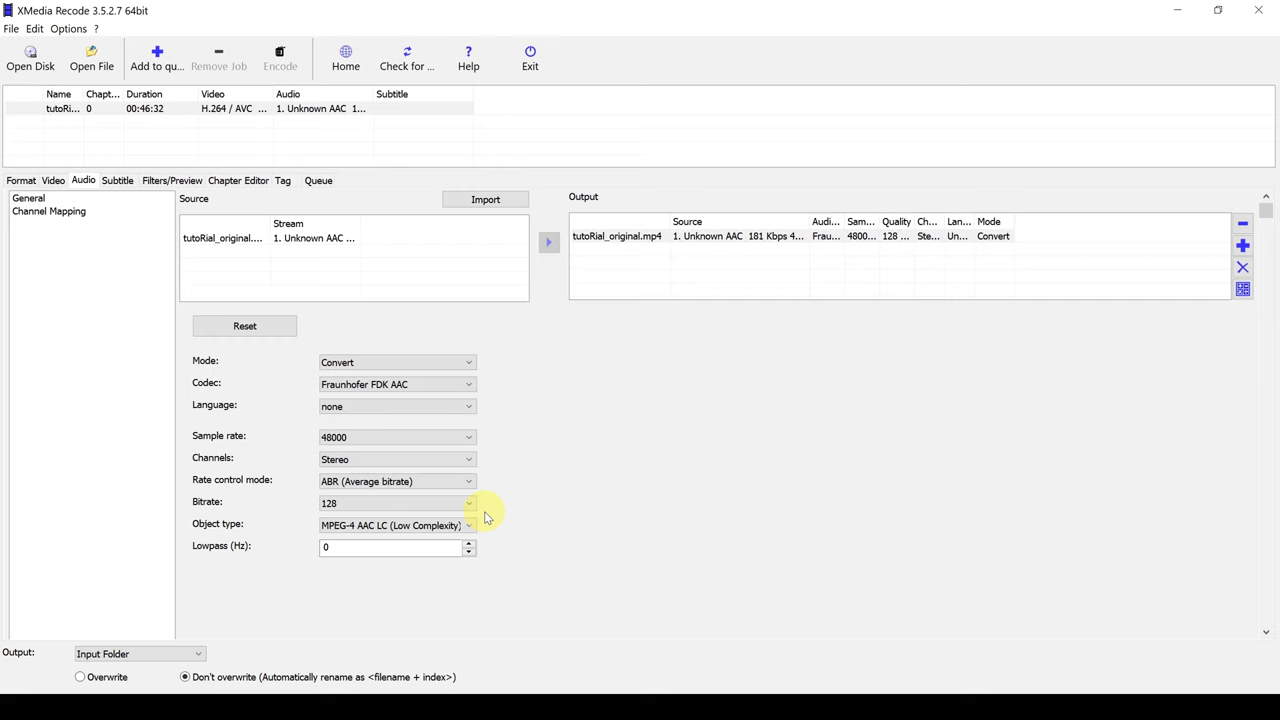 XMedia Recode 3.5.2.7 64bit
File Edit Options ?
Open Disk Open File Add to qu... Remove Job Encode Home Check for ... Help Exit
Name Chapt... Duration Video Audio Subtitle
tutoRi... 0 00:46:32 H.264 / AVC ... 1. Unknown AAC 1...
Format Video Audio Subtitle Filters/Preview Chapter Editor Tag Queue
General
Channel Mapping
Source Import
Stream
tutoRial_original.... 1. Unknown AAC ...
Output
Source Audi... Sam... Quality Ch... Lan... Mode
tutoRial_original.mp4 1. Unknown AAC 181 Kbps 4... Frau... 4800... 128 ... Ste... Un... Convert
Reset
Mode: Convert
Codec: Fraunhofer FDK AAC
Language: none
Sample rate: 48000
Channels: Stereo
Rate control mode: ABR (Average bitrate)
Bitrate: 128
Object type: MPEG-4 AAC LC (Low Complexity)
Lowpass (Hz): 0
Output: Input Folder
Overwrite Don't overwrite (Automatically rename as <filename + index>)